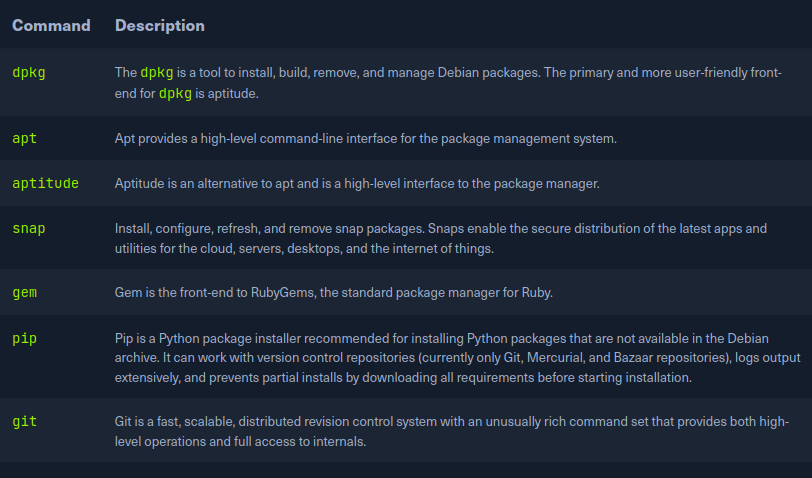 Command Description
dpkg The dpkg is a tool to install, build, remove, and manage Debian packages. The primary and more user-friendly front-
end for dpkg is aptitude.
apt Apt provides a high-level command-line interface for the package management system.
aptitude Aptitude is an alternative to apt and is a high-level interface to the package manager.
snap Install, configure, refresh, and remove snap packages. Snaps enable the secure distribution of the latest apps and
utilities for the cloud, servers, desktops, and the internet of things.
gem Gem is the front-end to RubyGems, the standard package manager for Ruby.
pip Pip is a Python package installer recommended for installing Python packages that are not available in the Debian
archive. It can work with version control repositories (currently only Git, Mercurial, and Bazaar repositories), logs output
extensively, and prevents partial installs by downloading all requirements before starting installation.
git Git is a fast, scalable, distributed revision control system with an unusually rich command set that provides both high-
level operations and full access to internals.